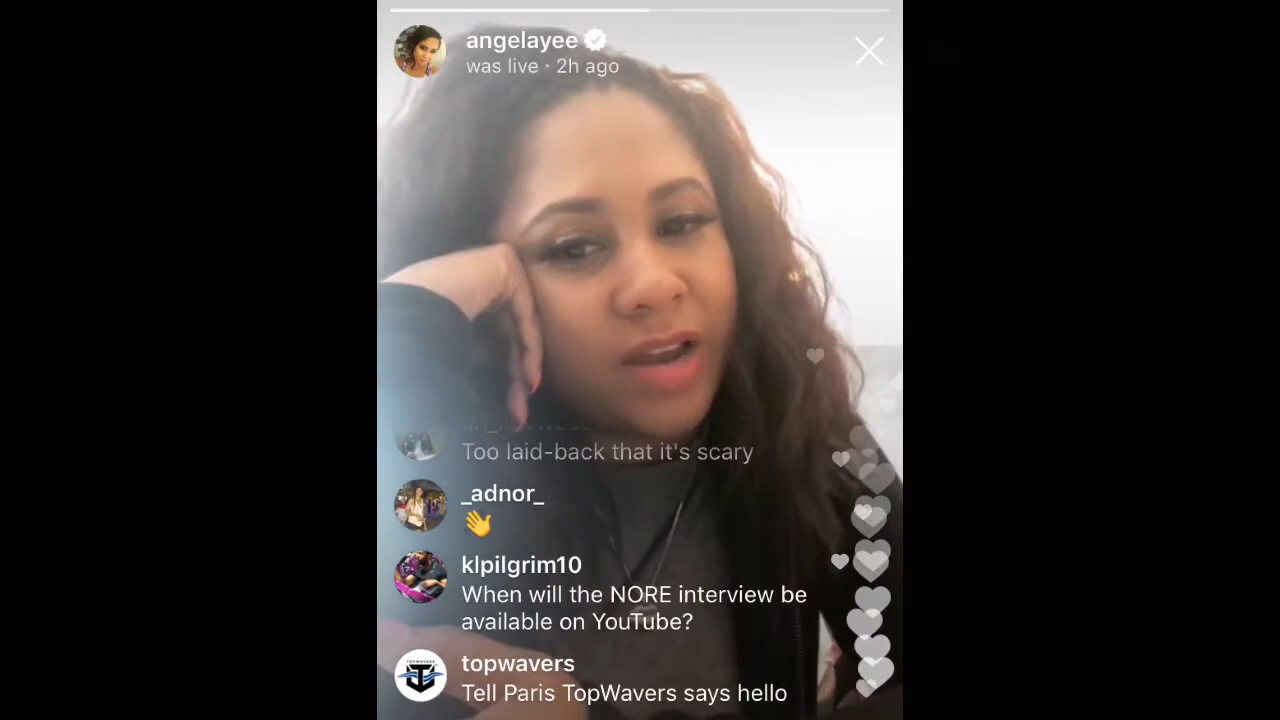 angelayee
was live · 2h ago
Too laid-back that it's scary
_adnor_
👋
klpilgrim10
When will the NORE interview be
available on YouTube?
topwavers
TOPWAVERS
Tell Paris TopWavers says hello